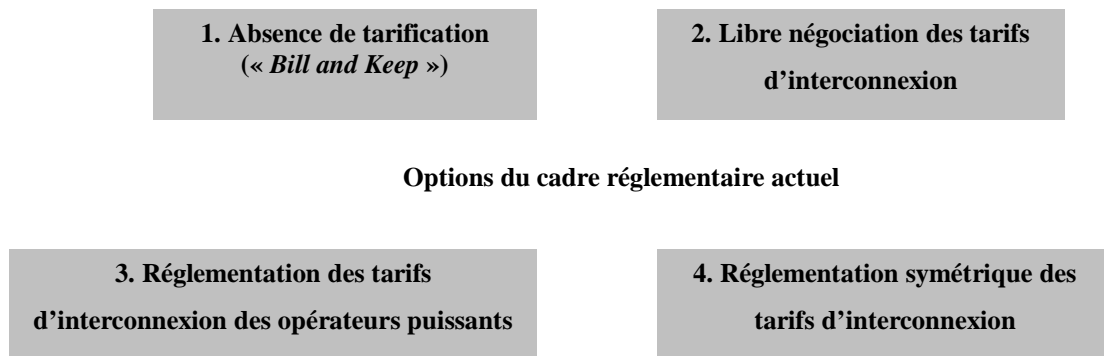 1. Absence de tarification
(« Bill and Keep »)
2. Libre négociation des tarifs
d’interconnexion
Options du cadre réglementaire actuel
3. Réglementation des tarifs
d’interconnexion des opérateurs puissants
4. Réglementation symétrique des
tarifs d’interconnexion